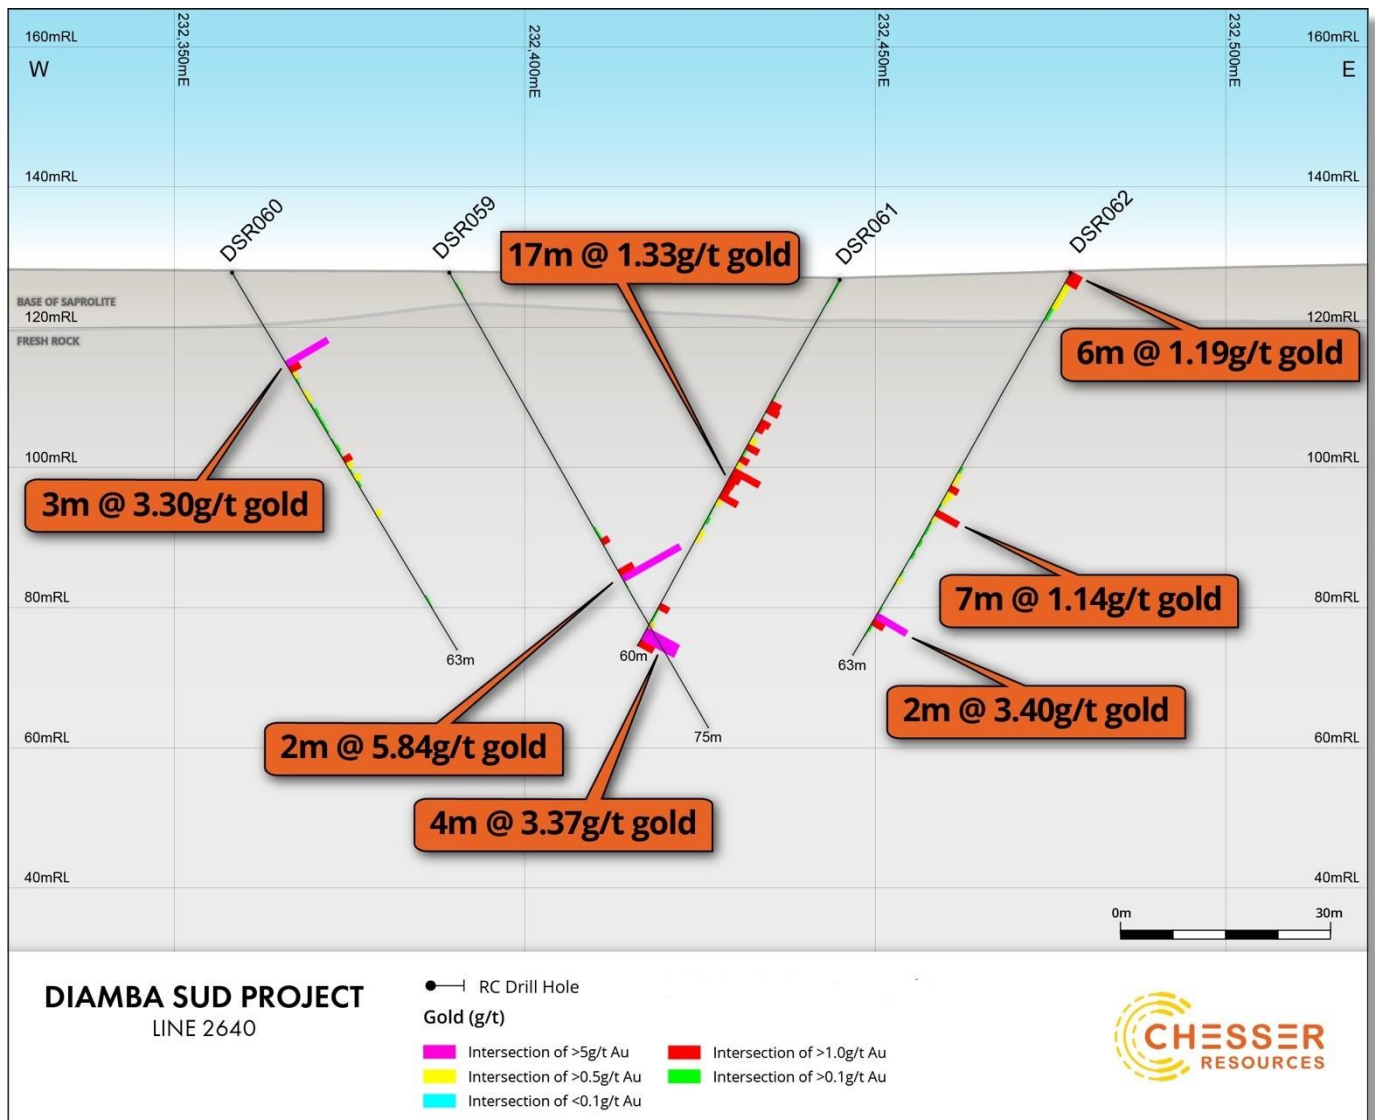 232,350mE
232,400mE
232,450mE
232,500mE
160mRL
160mRL
W
E
140mRL
140mRL
DSR060
DSR059
DSR061
DSR062
17m @ 1.33g/t gold
BASE OF SAPROLITE
120mRL
120mRL
FRESH ROCK
6m @ 1.19g/t gold
100mRL
100mRL
3m @ 3.30g/t gold
80mRL
80mRL
7m @ 1.14g/t gold
63m
60m
63m
2m @ 3.40g/t gold
75m
2m @ 5.84g/t gold
60mRL
60mRL
4m @ 3.37g/t gold
40mRL
40mRL
0m
30m
DIAMBA SUD PROJECT
LINE 2640
RC Drill Hole
Gold (g/t)
Intersection of >5g/t Au
Intersection of >1.0g/t Au
Intersection of >0.5g/t Au
Intersection of >0.1g/t Au
Intersection of <0.1g/t Au
CHESSER
RESOURCES